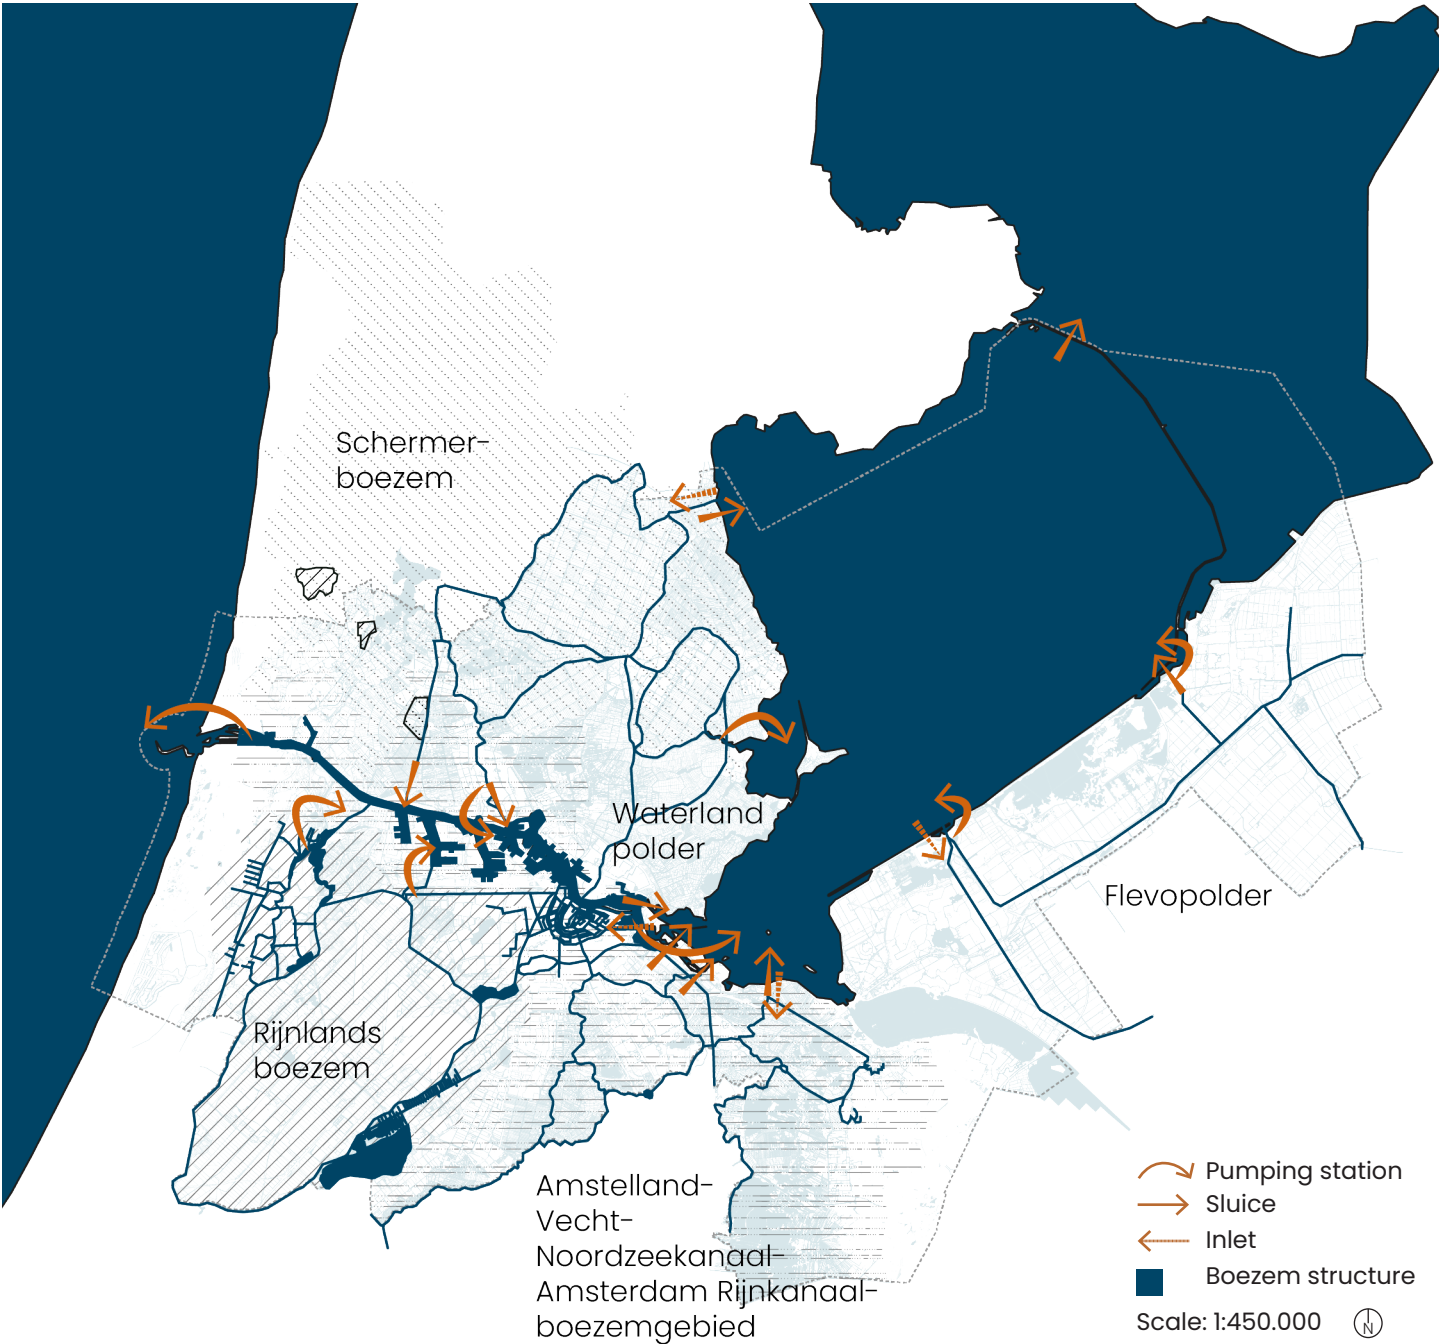 Schermer-
boezem
Waterland
polder
Flevopolder
Rijnlands
boezem
Amstelland-
Vecht-
Noordzeekanaal-
Amsterdam Rijnkanaal-
boezemgebied
Pumping station
Sluice
Inlet
Boezem structure
Scale: 1:450.000
N